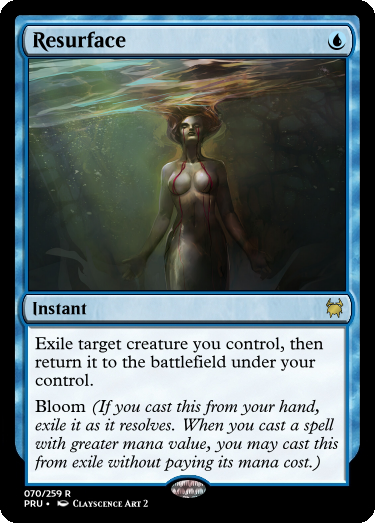 Resurface
Instant
Exile target creature you control, then
return it to the battlefield under your
control.
Bloom (If you cast this from your hand,
exile it as it resolves. When you cast a spell
with greater mana value, you may cast this
from exile without paying its mana cost.)
070/259 R
PRU • Clayscience Art 2